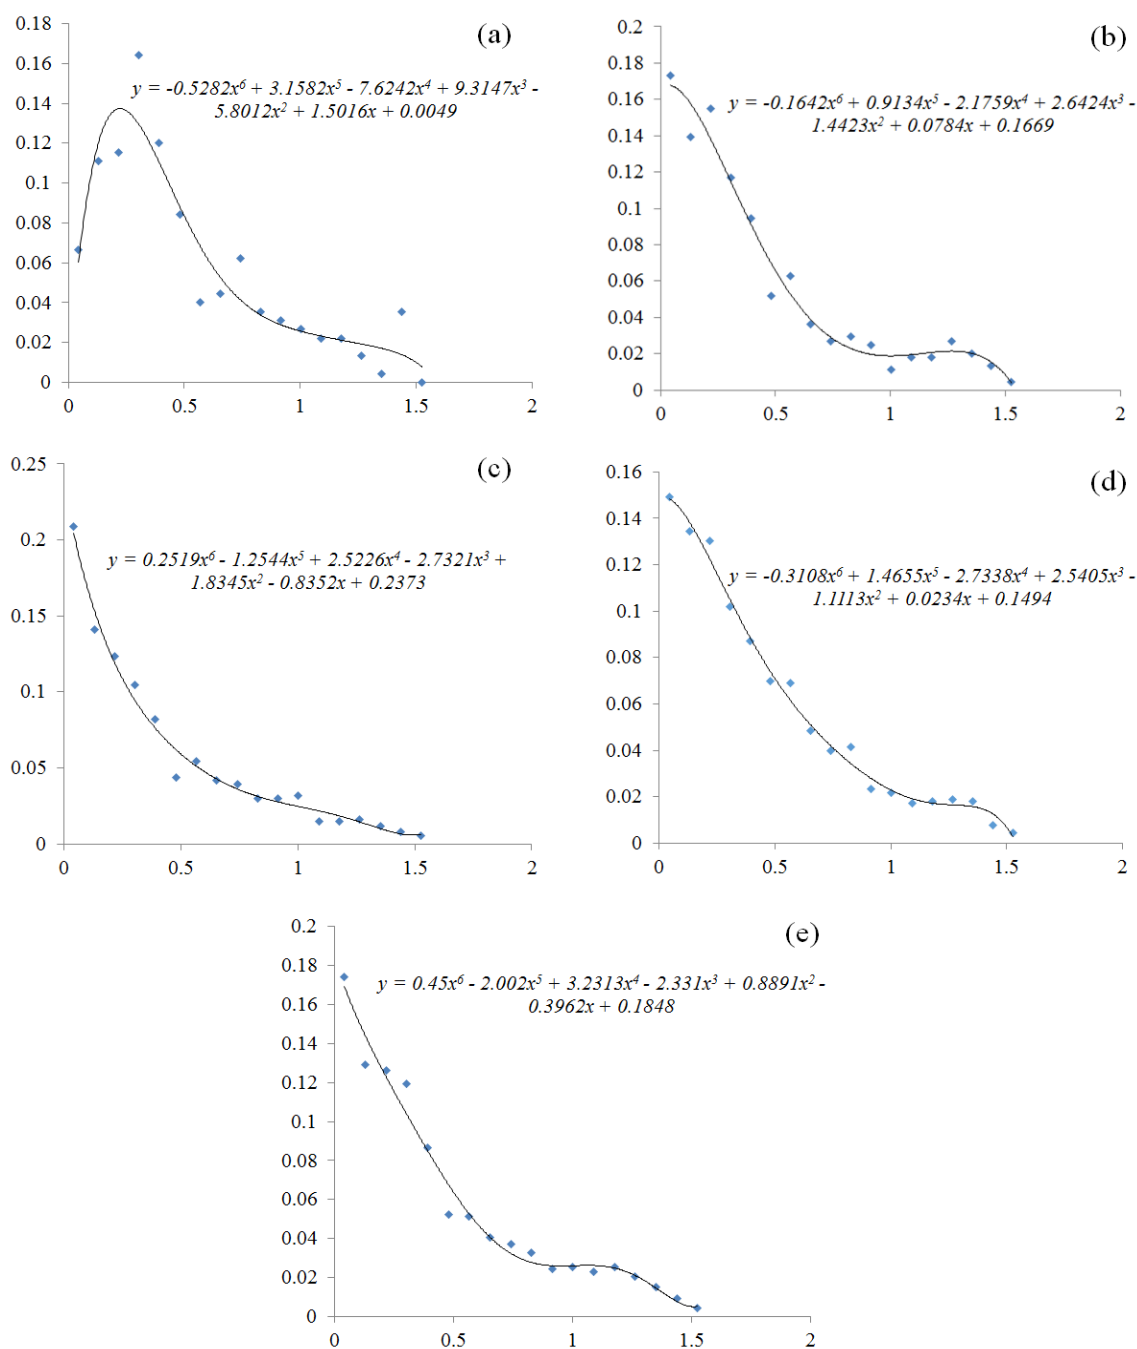 (a)
0.18
0.16
0.14
0.12
0.1
0.08
0.06
0.04
0.02
0
y = -0.5282x⁶ + 3.1582x⁵ - 7.6242x⁴ + 9.3147x³ -
5.8012x² + 1.5016x + 0.0049
0 0.5 1 1.5 2
(b)
0.2
0.18
0.16
0.14
0.12
0.1
0.08
0.06
0.04
0.02
0
y = -0.1642x⁶ + 0.9134x⁵ - 2.1759x⁴ + 2.6424x³ -
1.4423x² + 0.0784x + 0.1669
0 0.5 1 1.5 2
(c)
0.25
0.2
0.15
0.1
0.05
0
y = 0.2519x⁶ - 1.2544x⁵ + 2.5226x⁴ - 2.7321x³ +
1.8345x² - 0.8352x + 0.2373
0 0.5 1 1.5 2
(d)
0.16
0.14
0.12
0.1
0.08
0.06
0.04
0.02
0
y = -0.3108x⁶ + 1.4655x⁵ - 2.7338x⁴ + 2.5405x³ -
1.1113x² + 0.0234x + 0.1494
0 0.5 1 1.5 2
(e)
0.2
0.18
0.16
0.14
0.12
0.1
0.08
0.06
0.04
0.02
0
y = 0.45x⁶ - 2.002x⁵ + 3.2313x⁴ - 2.331x³ + 0.8891x² -
0.3962x + 0.1848
0 0.5 1 1.5 2